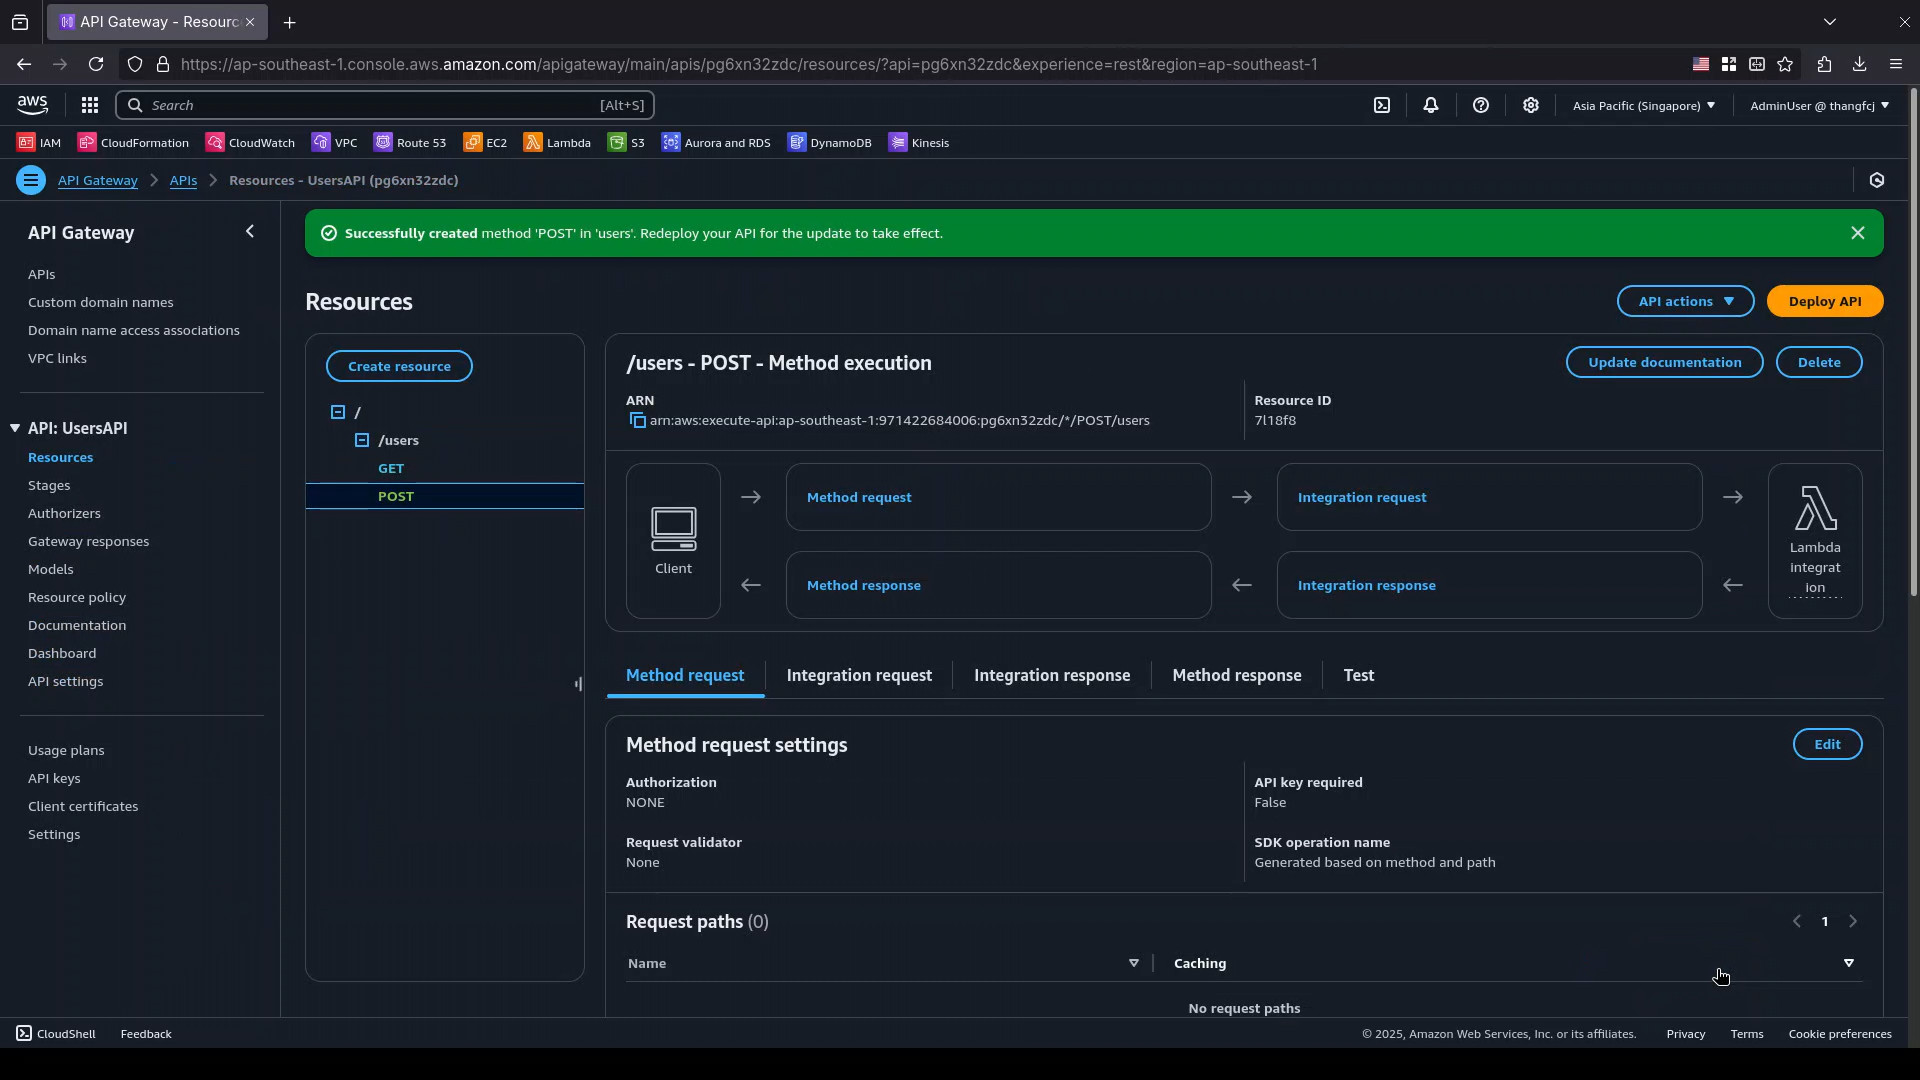 API Gateway - Resourc
https://ap-southeast-1.console.aws.amazon.com/apigateway/main/apis/pg6xn32zdc/resources/?api=pg6xn32zdc&experience=rest&region=ap-southeast-1
aws
Search
[Alt+S]
Asia Pacific (Singapore)
AdminUser @ thangfcj
IAM
CloudFormation
CloudWatch
VPC
Route 53
EC2
Lambda
S3
Aurora and RDS
DynamoDB
Kinesis
API Gateway
APIs
Resources - UsersAPI (pg6xn32zdc)
API Gateway
APIs
Custom domain names
Domain name access associations
VPC links
API: UsersAPI
Resources
Stages
Authorizers
Gateway responses
Models
Resource policy
Documentation
Dashboard
API settings
Usage plans
API keys
Client certificates
Settings
Successfully created method 'POST' in 'users'. Redeploy your API for the update to take effect.
Resources
API actions
Deploy API
Create resource
/
/users
GET
POST
/users - POST - Method execution
Update documentation
Delete
ARN
arn:aws:execute-api:ap-southeast-1:971422684006:pg6xn32zdc/*/POST/users
Resource ID
7l18f8
Client
Method request
Integration request
Method response
Integration response
Lambda
integrat
ion
Method request
Integration request
Integration response
Method response
Test
Method request settings
Edit
Authorization
NONE
API key required
False
Request validator
None
SDK operation name
Generated based on method and path
Request paths (0)
1
Name
Caching
No request paths
CloudShell
Feedback
© 2025, Amazon Web Services, Inc. or its affiliates.
Privacy
Terms
Cookie preferences